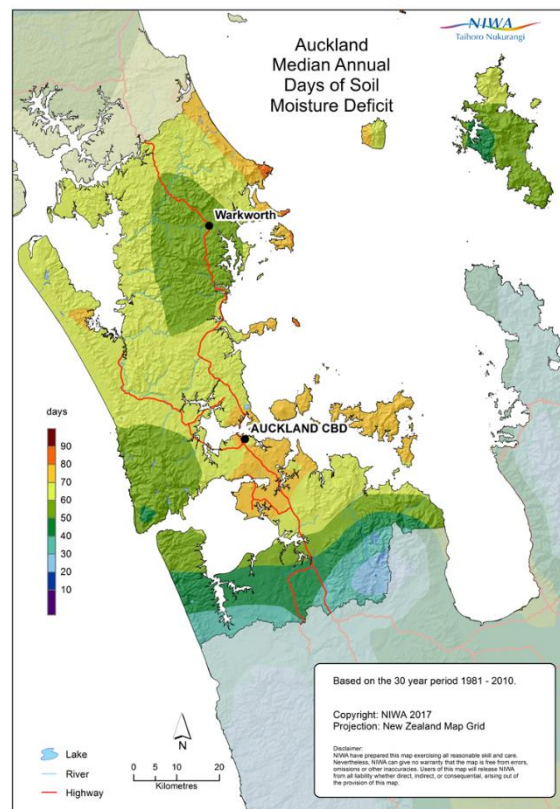 Auckland
Median Annual
Days of Soil
Moisture Deficit
NIWA
Taihoro Nukurangi
Warkworth
AUCKLAND CBD
days
90
80
70
60
50
40
30
20
10
Lake
River
Highway
N
20 10 0 20
Kilometres
Based on the 30 year period 1981 - 2010.
Copyright: NIWA 2017
Projection: New Zealand Map Grid
Disclaimer:
NIWA have prepared this map exercising all reasonable skill and care.
Nevertheless, NIWA can give no warranty that the map is free from errors,
omissions or other inaccuracies. Users of this map will release NIWA
from all liability whether direct, indirect, or consequential, arising out of
the provision of this map.